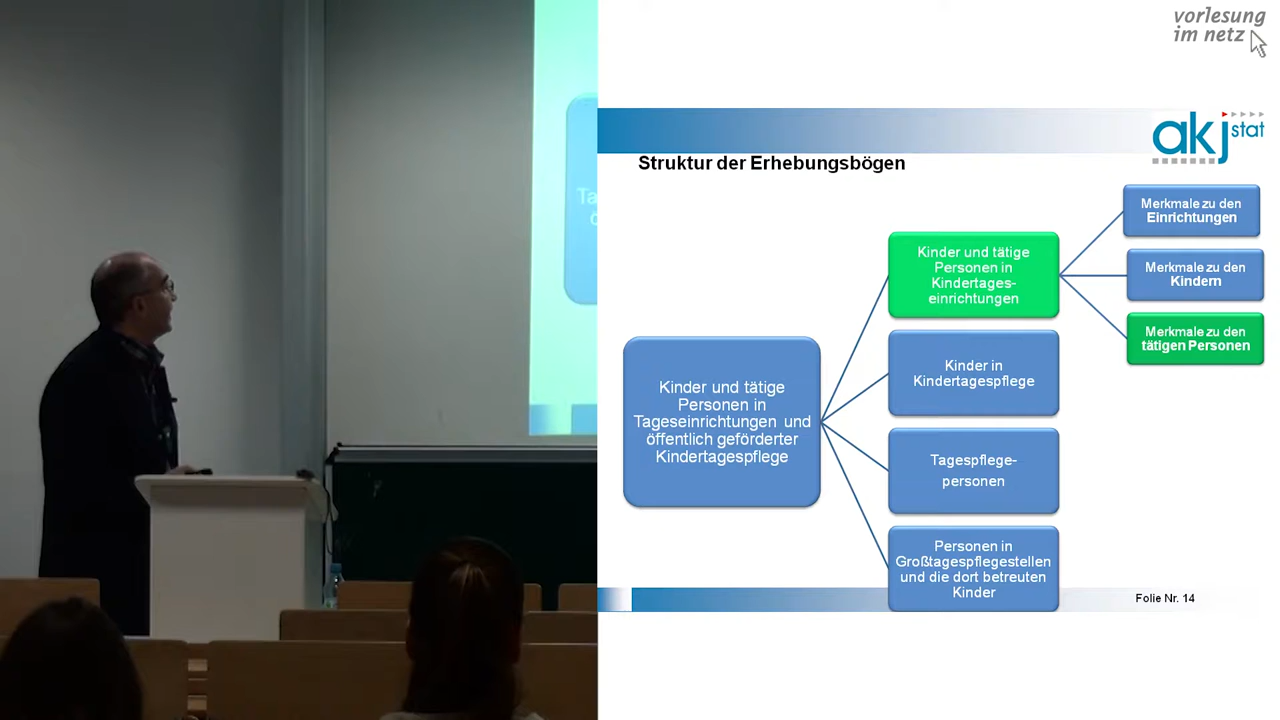 vorlesung
im netz
akj stat
Struktur der Erhebungsbögen
Kinder und tätige
Personen in
Tageseinrichtungen und
öffentlich geförderter
Kindertagespflege
Kinder und tätige
Personen in
Kindertages-
einrichtungen
Kinder in
Kindertagespflege
Tagespflege-
personen
Personen in
Großtagespflegestellen
und die dort betreuten
Kinder
Merkmale zu den
Einrichtungen
Merkmale zu den
Kindern
Merkmale zu den
tätigen Personen
Folie Nr. 14